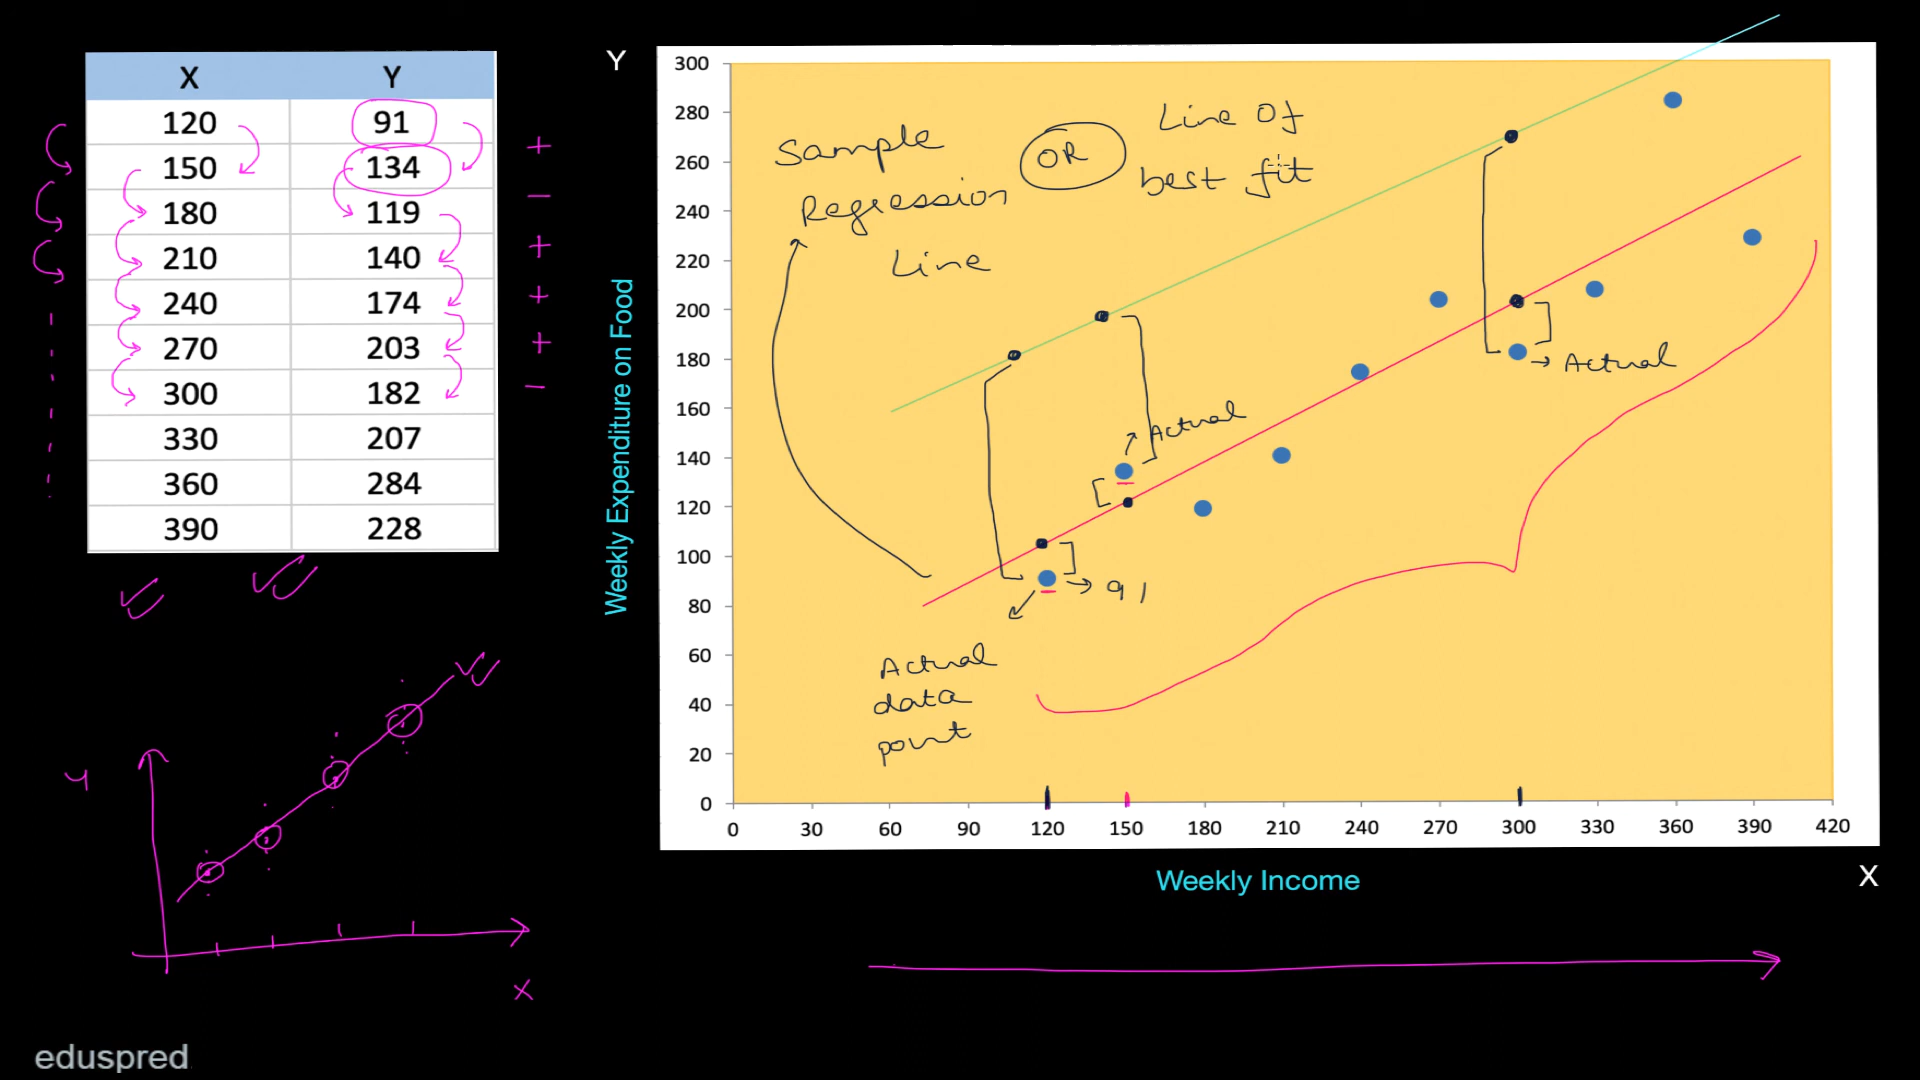 X Y
120 91
150 134
180 119
210 140
240 174
270 203
300 182
330 207
360 284
390 228
+
−
+
+
+
−
Y
X
eduspred
Y
Weekly Expenditure on Food
300
280
260
240
220
200
180
160
140
120
100
80
60
40
20
0
0 30 60 90 120 150 180 210 240 270 300 330 360 390 420
Sample
Regression
Line
OR
Line Of
best fit
Actual
Actual
91
Actual
data
point
Weekly Income
X